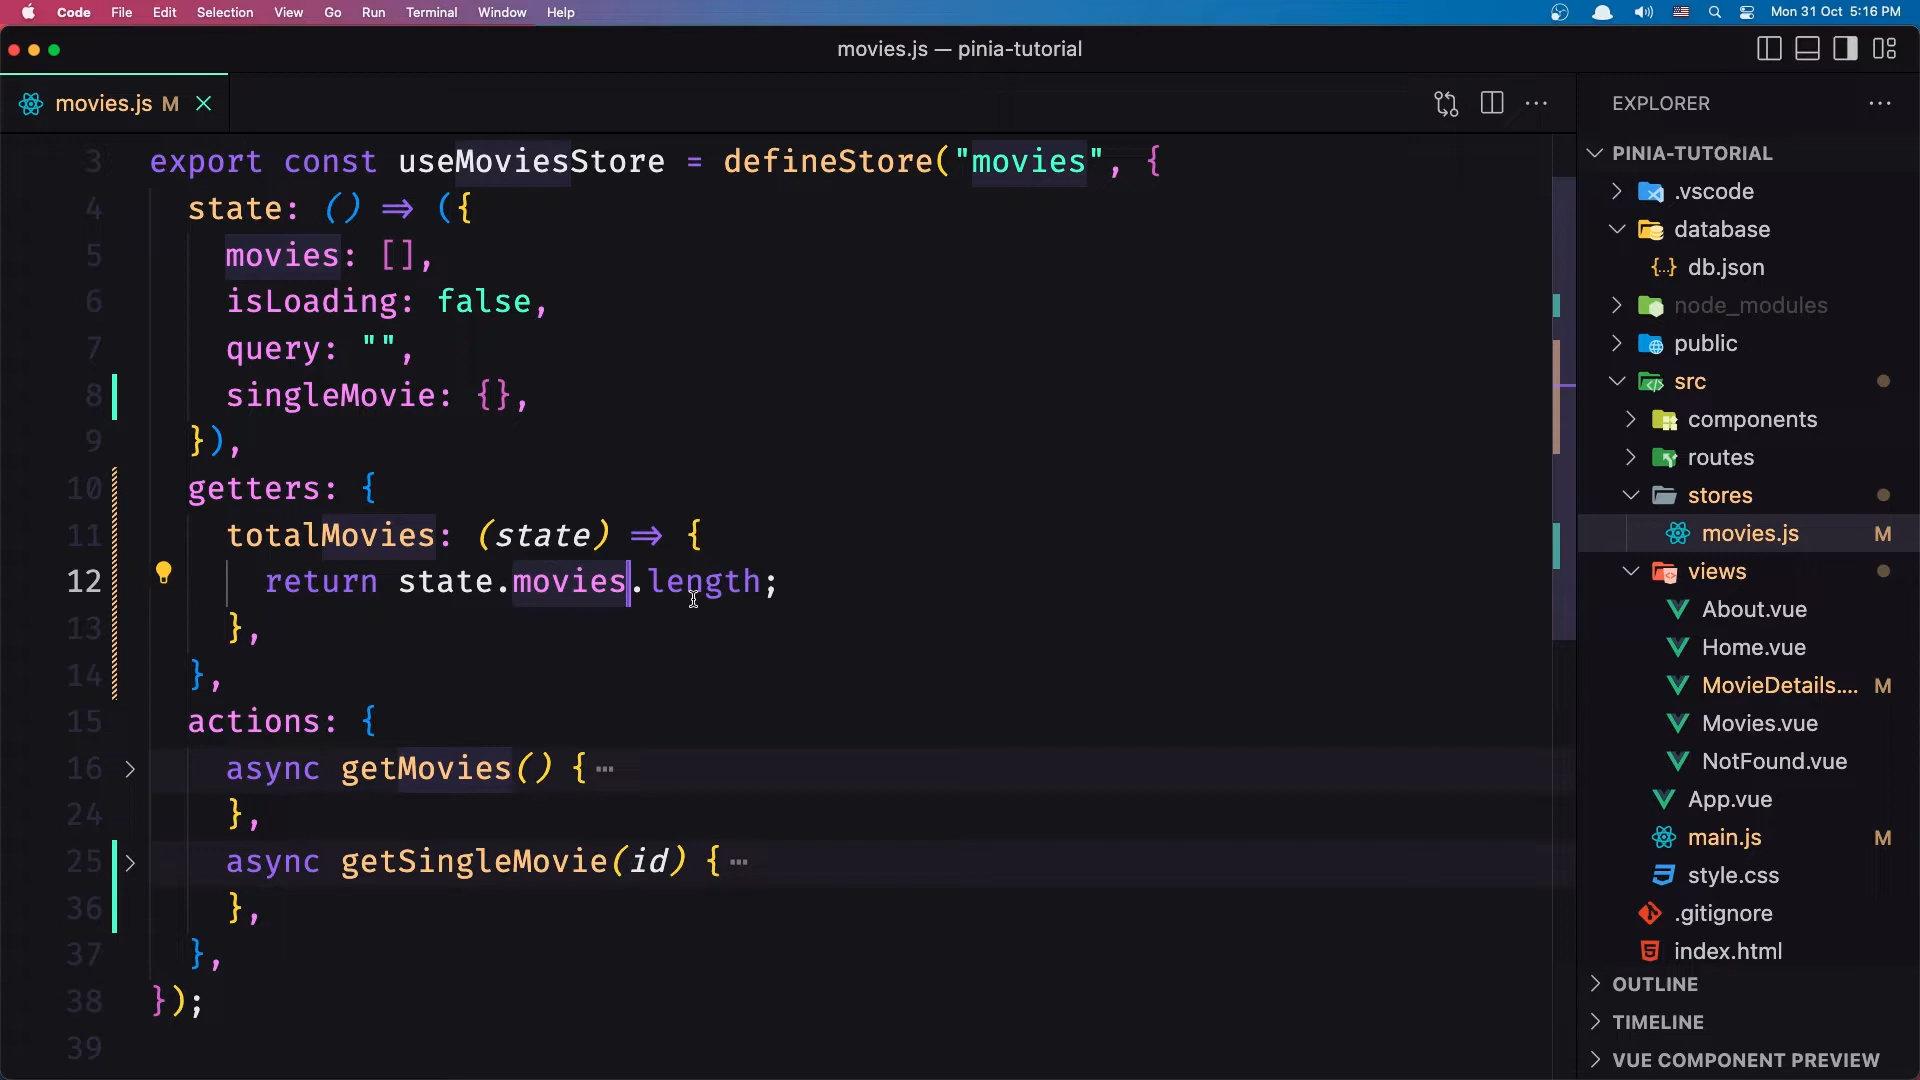 Code File Edit Selection View Go Run Terminal Window Help Mon 31 Oct 5:16 PM
movies.js — pinia-tutorial
movies.js M
3 export const useMoviesStore = defineStore("movies", {
4 state: () => ({
5 movies: [],
6 isLoading: false,
7 query: "",
8 singleMovie: {},
9 }),
10 getters: {
11 totalMovies: (state) => {
12 return state.movies.length;
13 },
14 },
15 actions: {
16 async getMovies() { ⋯
24 },
25 async getSingleMovie(id) { ⋯
36 },
37 },
38 });
39
EXPLORER
PINIA-TUTORIAL
.vscode
database
{..} db.json
node_modules
public
src
components
routes
stores
movies.js M
views
About.vue
Home.vue
MovieDetails.... M
Movies.vue
NotFound.vue
App.vue
main.js M
style.css
.gitignore
index.html
OUTLINE
TIMELINE
VUE COMPONENT PREVIEW